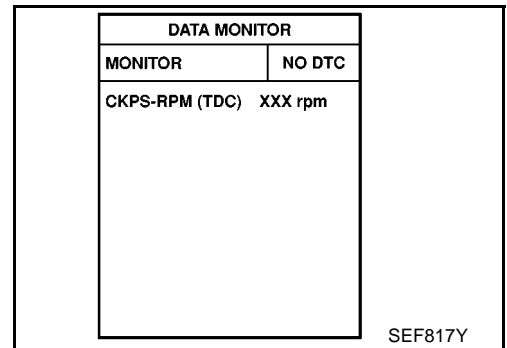 DATA MONITOR
MONITOR NO DTC
CKPS-RPM (TDC) XXX rpm
SEF817Y